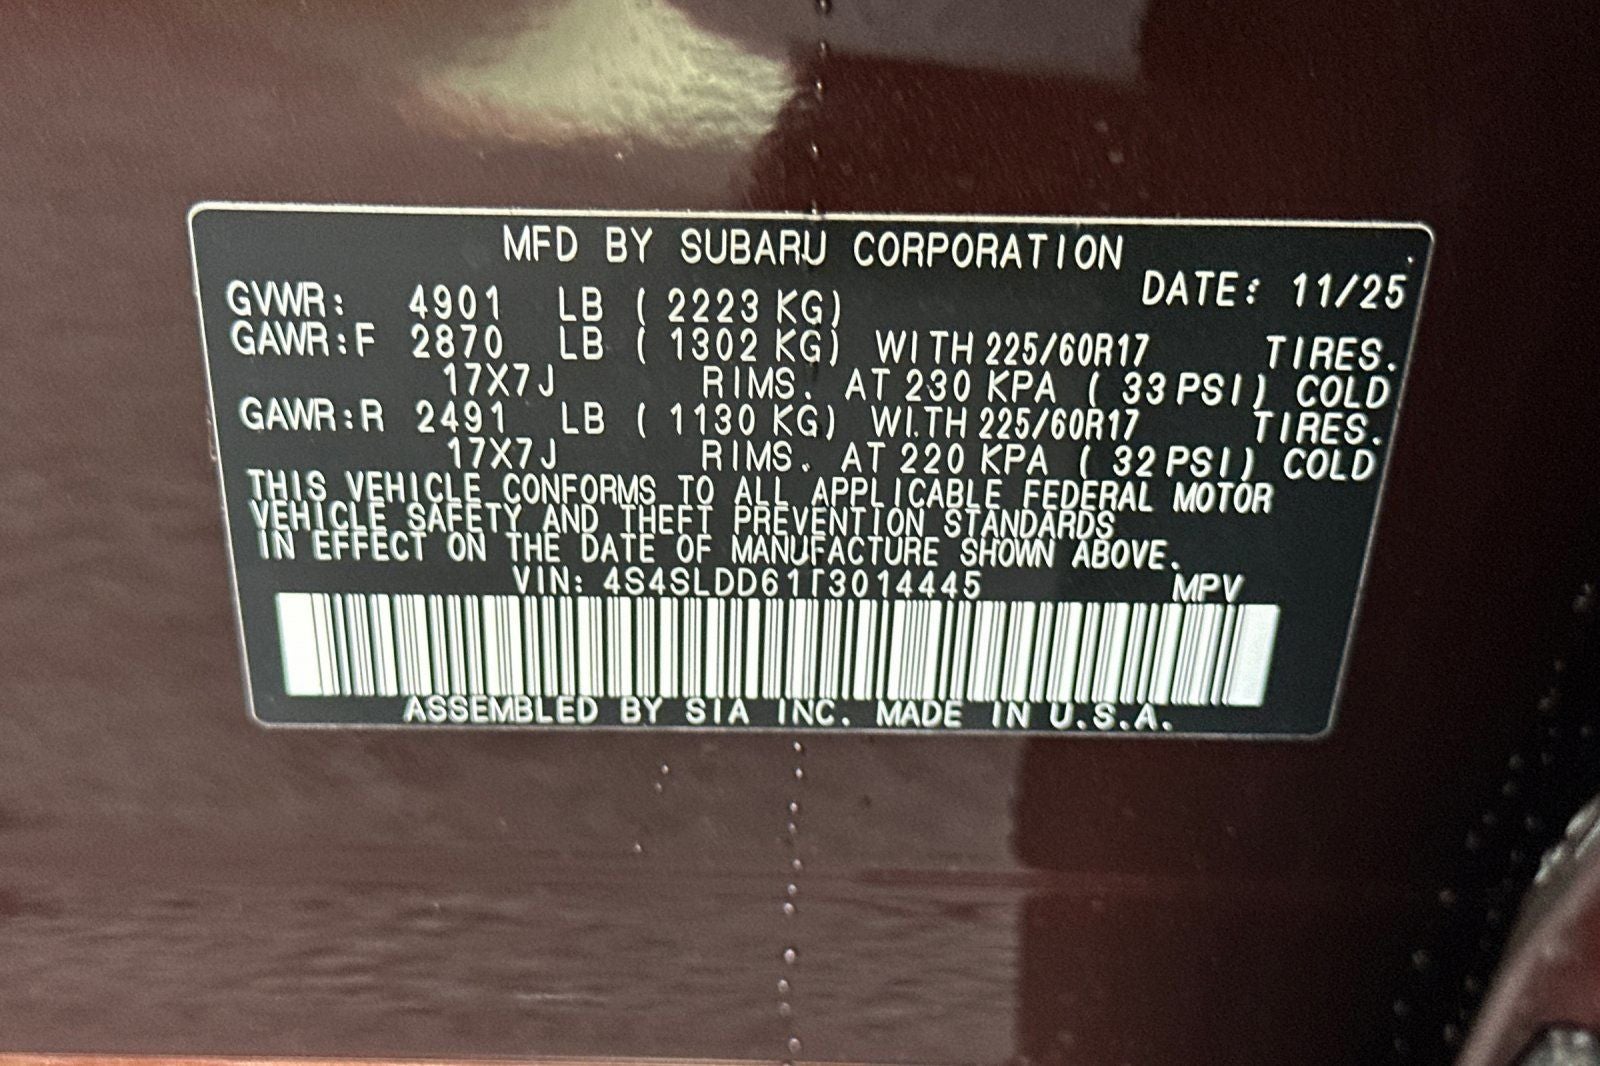 MFD BY SUBARU CORPORATION
DATE: 11/25
GVWR: 4901 LB ( 2223 KG)
GAWR:F 2870 LB ( 1302 KG) WITH 225/60R17 TIRES.
17X7J RIMS. AT 230 KPA ( 33 PSI) COLD
GAWR:R 2491 LB ( 1130 KG) WITH 225/60R17 TIRES.
17X7J RIMS. AT 220 KPA ( 32 PSI) COLD
THIS VEHICLE CONFORMS TO ALL APPLICABLE FEDERAL MOTOR
VEHICLE SAFETY AND THEFT PREVENTION STANDARDS
IN EFFECT ON THE DATE OF MANUFACTURE SHOWN ABOVE.
VIN: 4S4SLDD61T3014445 MPV
ASSEMBLED BY SIA INC. MADE IN U.S.A.